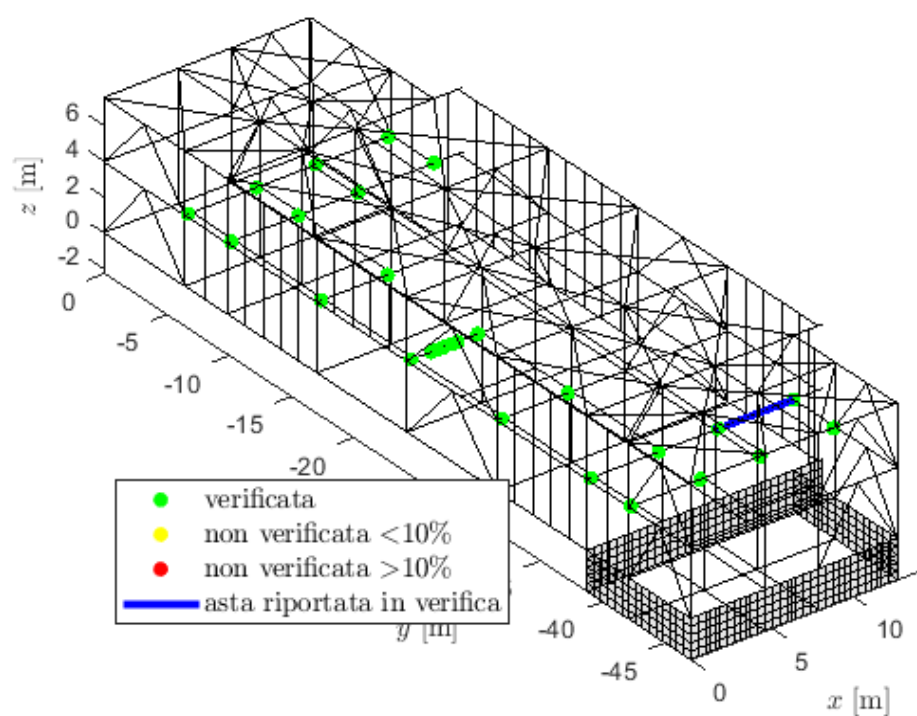 6
4
2
0
-2
z [m]
0
-5
-10
-15
-20
-40
-45
y [m]
0
5
10
x [m]
verificata
non verificata <10%
non verificata >10%
asta riportata in verifica